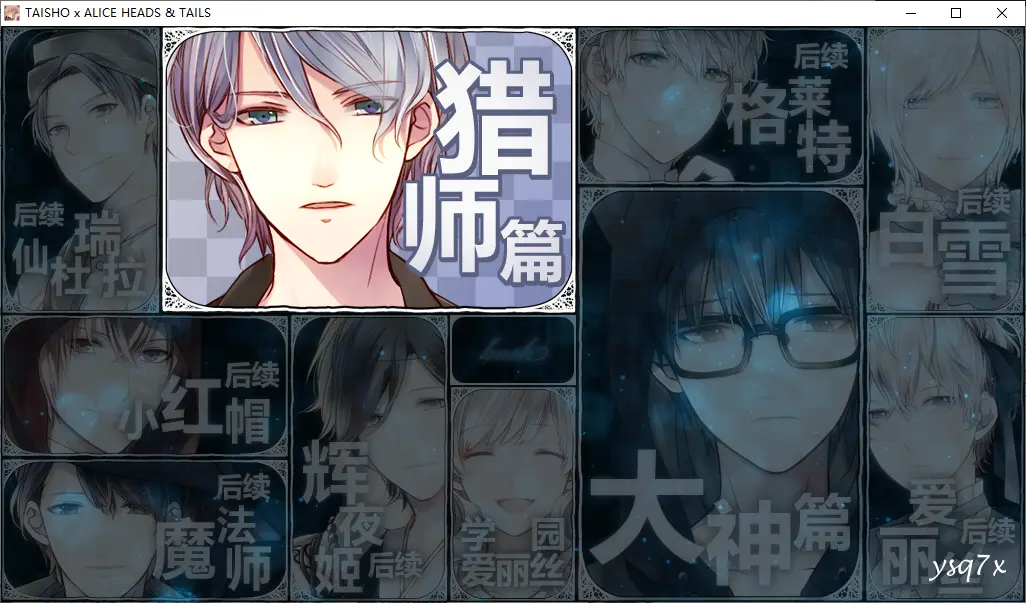 TAISHO x ALICE HEADS & TAILS
后续
仙杜瑞拉
猎师篇
后续
格莱特
后续
白雪
后续
小红帽
后续
魔法师
辉夜姬
后续
学园
爱丽丝
大神篇
爱丽丝
后续
ysq7x